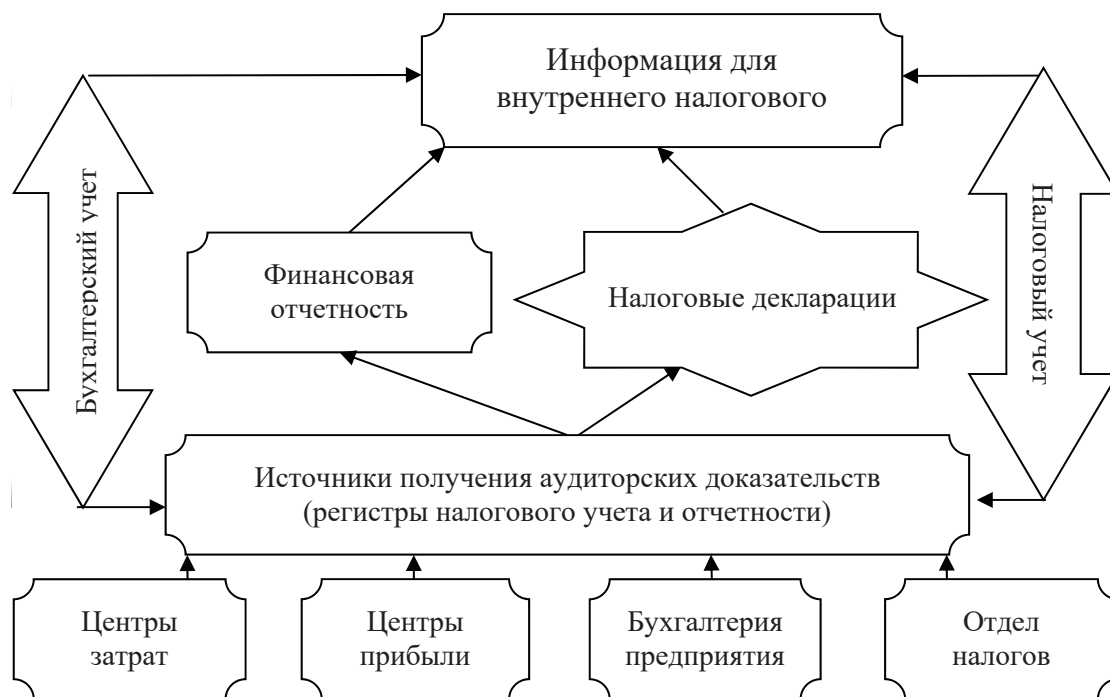 Информация для
внутреннего налогового
Бухгалтерский учет
Налоговый учет
Финансовая
отчетность
Налоговые декларации
Источники получения аудиторских доказательств
(регистры налогового учета и отчетности)
Центры
затрат
Центры
прибыли
Бухгалтерия
предприятия
Отдел
налогов